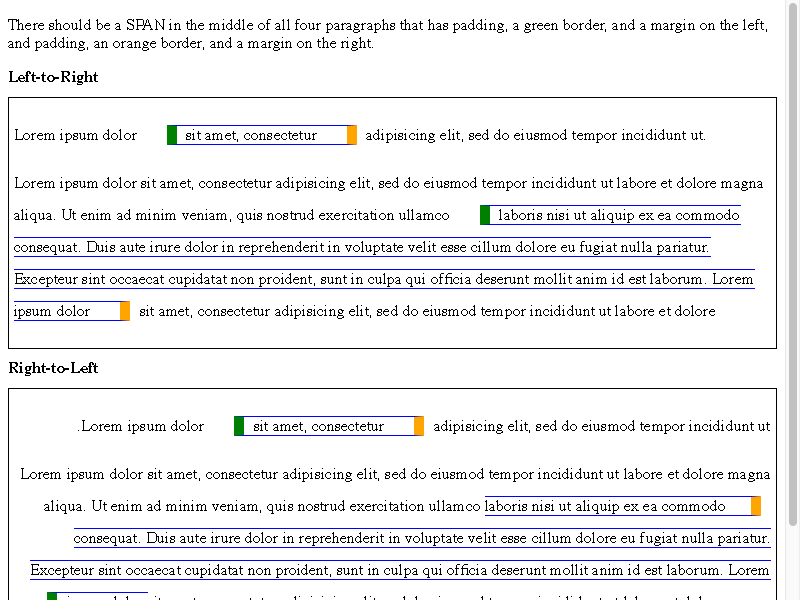 There should be a SPAN in the middle of all four paragraphs that has padding, a green border, and a margin on the left,
and padding, an orange border, and a margin on the right.
Left-to-Right
Lorem ipsum dolor sit amet, consectetur adipisicing elit, sed do eiusmod tempor incididunt ut.
Lorem ipsum dolor sit amet, consectetur adipisicing elit, sed do eiusmod tempor incididunt ut labore et dolore magna
aliqua. Ut enim ad minim veniam, quis nostrud exercitation ullamco laboris nisi ut aliquip ex ea commodo
consequat. Duis aute irure dolor in reprehenderit in voluptate velit esse cillum dolore eu fugiat nulla pariatur.
Excepteur sint occaecat cupidatat non proident, sunt in culpa qui officia deserunt mollit anim id est laborum. Lorem
ipsum dolor sit amet, consectetur adipisicing elit, sed do eiusmod tempor incididunt ut labore et dolore
Right-to-Left
.Lorem ipsum dolor sit amet, consectetur adipisicing elit, sed do eiusmod tempor incididunt ut
Lorem ipsum dolor sit amet, consectetur adipisicing elit, sed do eiusmod tempor incididunt ut labore et dolore magna
aliqua. Ut enim ad minim veniam, quis nostrud exercitation ullamco laboris nisi ut aliquip ex ea commodo
consequat. Duis aute irure dolor in reprehenderit in voluptate velit esse cillum dolore eu fugiat nulla pariatur.
Excepteur sint occaecat cupidatat non proident, sunt in culpa qui officia deserunt mollit anim id est laborum. Lorem